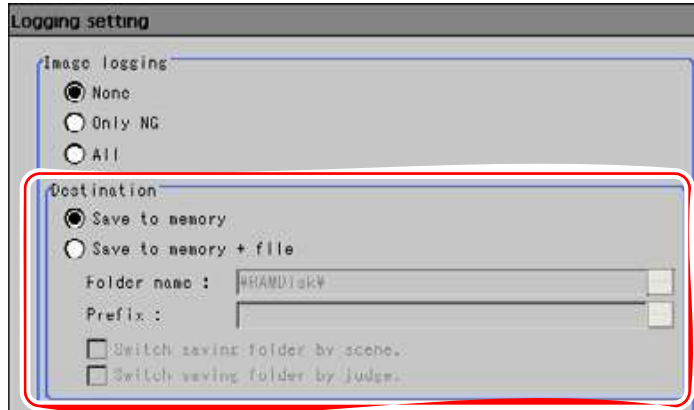 Logging setting
Image logging
None
Only NG
All
Destination
Save to memory
Save to memory + file
Folder name :
¥RAMDisk¥
Prefix :
Switch saving folder by scene.
Switch saving folder by judge.